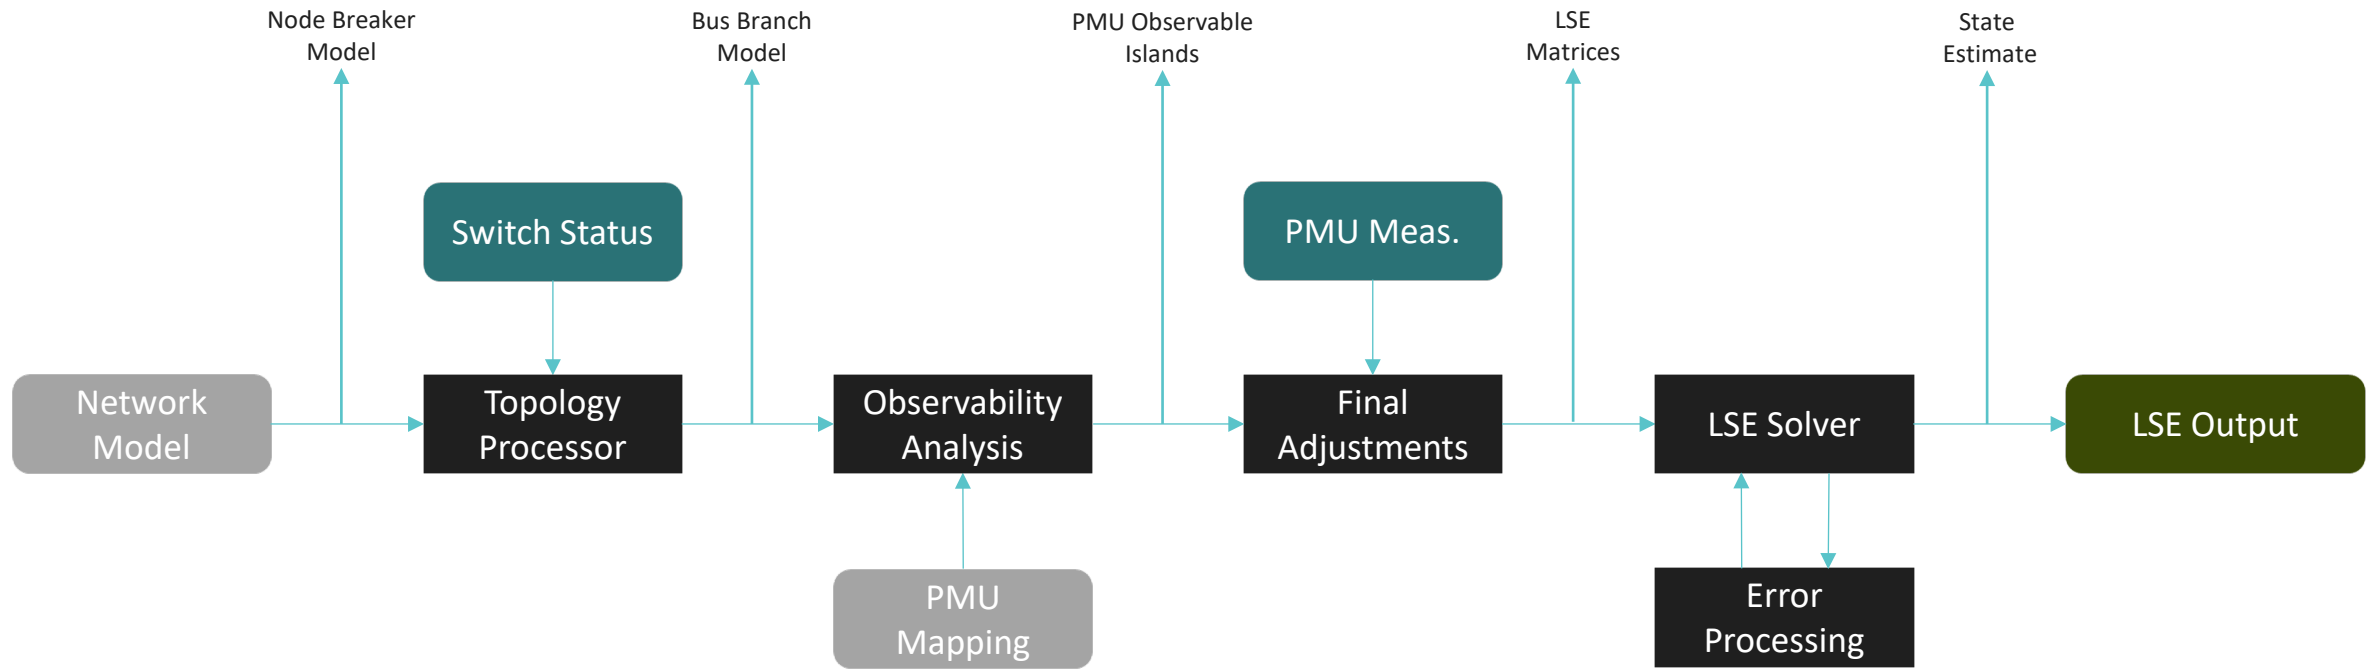 Node Breaker
Model
Bus Branch
Model
PMU Observable
Islands
LSE
Matrices
State
Estimate
Switch Status
PMU Meas.
Network
Model
Topology
Processor
Observability
Analysis
Final
Adjustments
LSE Solver
LSE Output
PMU
Mapping
Error
Processing